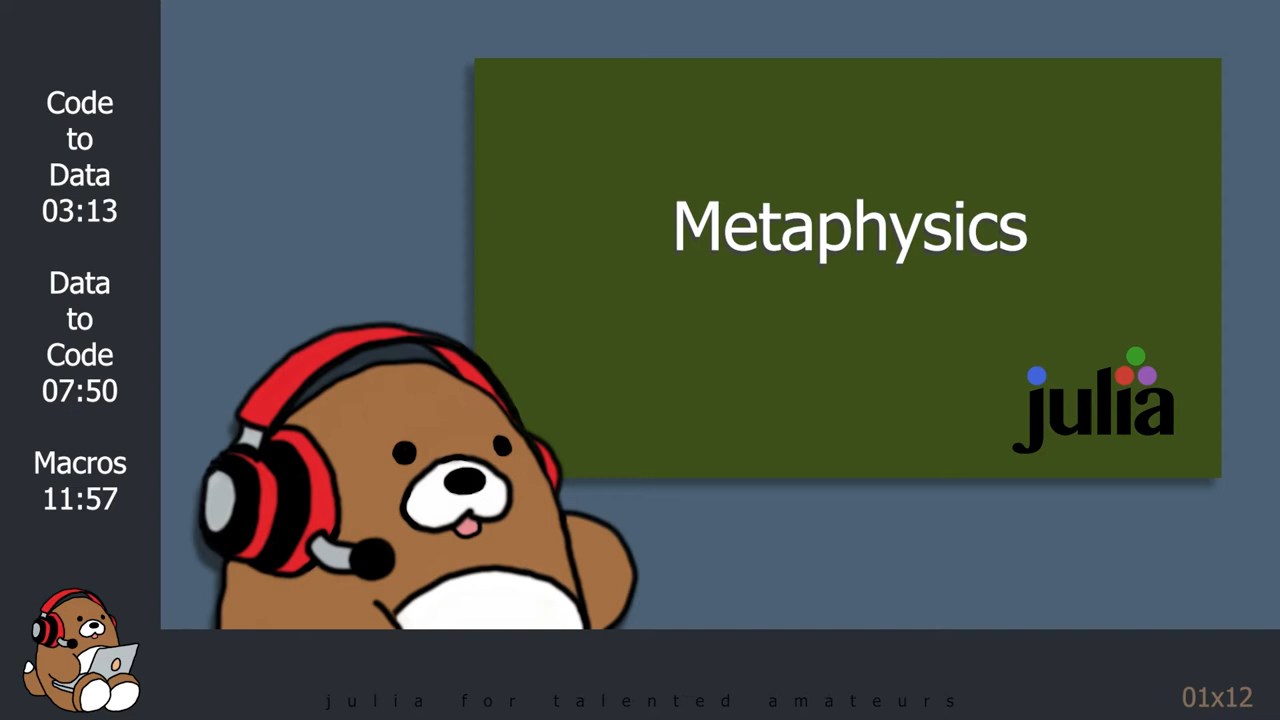 Code
to
Data
03:13
Data
to
Code
07:50
Macros
11:57
Metaphysics
julia
julia for talented amateurs
01x12